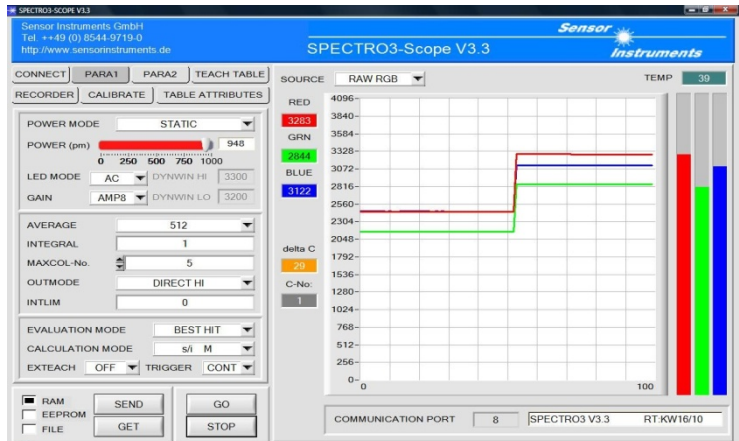 SPECTRO3-SCOPE V3.3
Sensor Instruments GmbH
Tel. ++49 (0) 8544-9719-0
http://www.sensorinstruments.de
SPECTRO3-Scope V3.3
Sensor
Instruments
CONNECT PARA1 PARA2 TEACH TABLE
RECORDER CALIBRATE TABLE ATTRIBUTES
POWER MODE STATIC
POWER (pm) 948
0 250 500 750 1000
LED MODE AC DYNWIN HI 3300
GAIN AMP8 DYNWIN LO 3200
AVERAGE 512
INTEGRAL 1
MAXCOL-No. 5
OUTMODE DIRECT HI
INTLIM 0
EVALUATION MODE BEST HIT
CALCULATION MODE s/i M
EXTEACH OFF TRIGGER CONT
RAM
EEPROM
FILE
SEND GO
GET STOP
SOURCE RAW RGB TEMP 39
RED
3283
GRN
2844
BLUE
3122
delta C
29
C-No:
1
4096
3840
3584
3328
3072
2816
2560
2304
2048
1792
1536
1280
1024
768
512
256
0
0 100
COMMUNICATION PORT 8 SPECTRO3 V3.3 RT:KW16/10